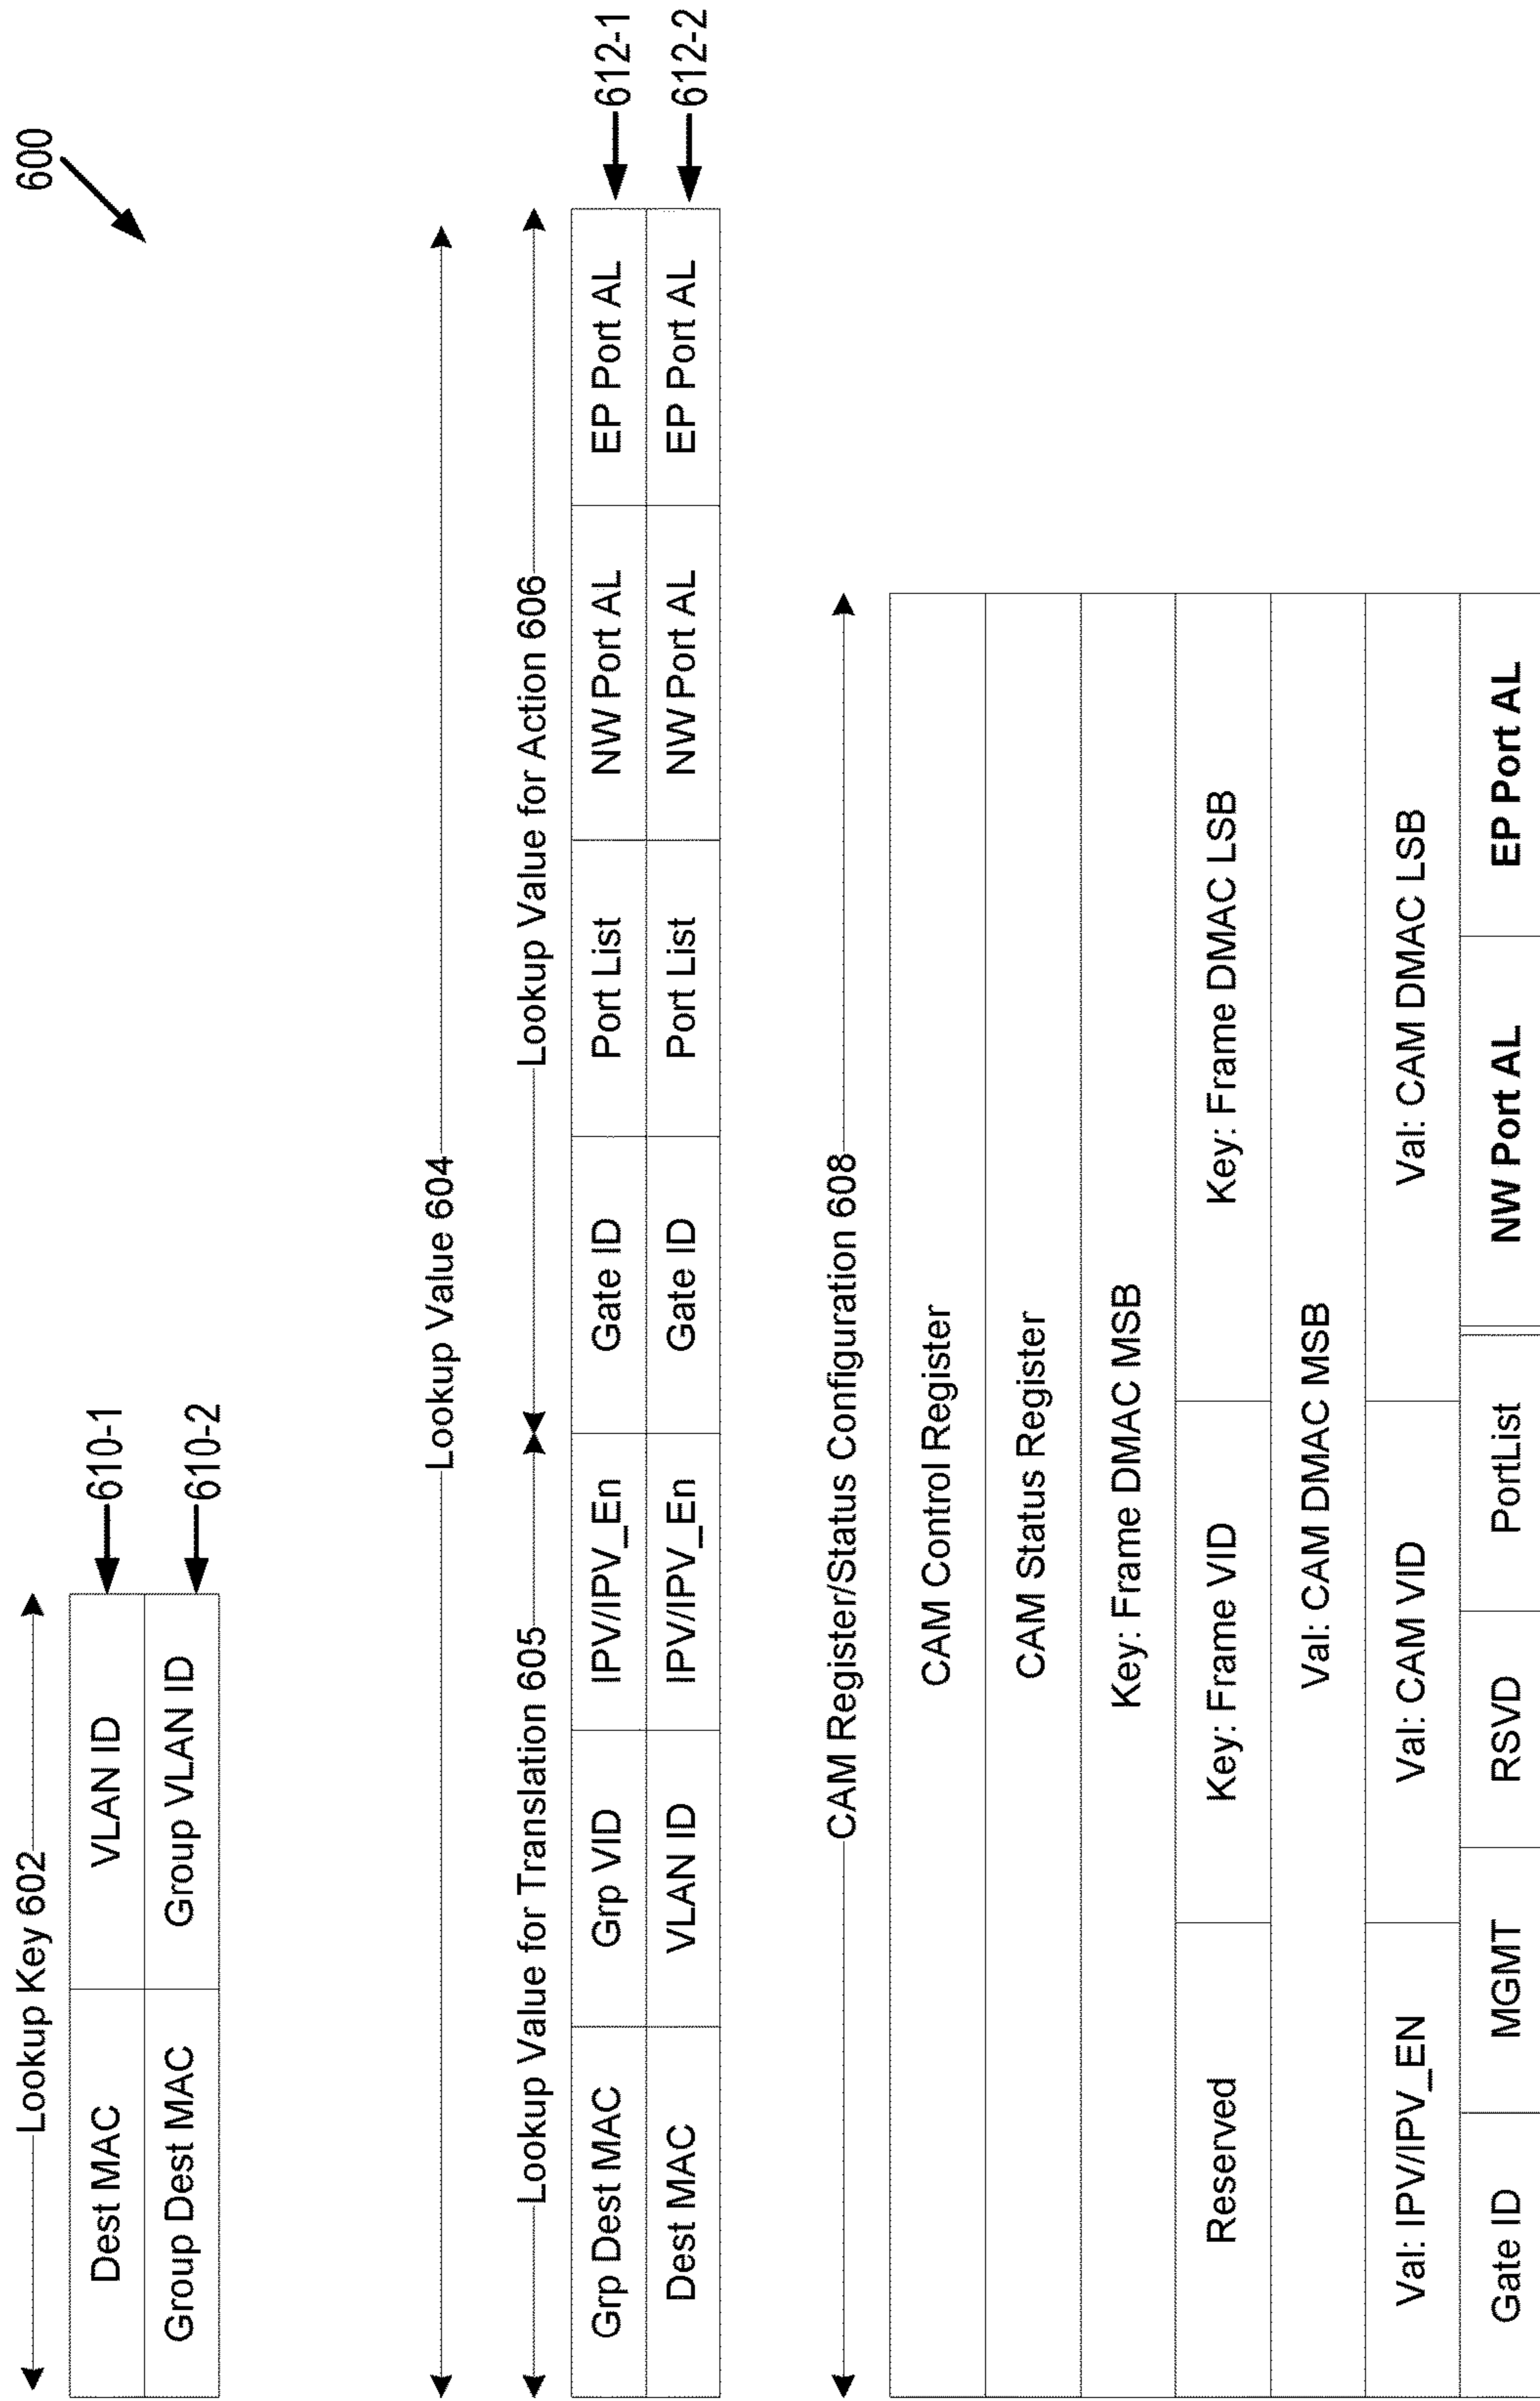 600
Lookup Key 602
Dest MAC VLAN ID 610-1
Group Dest MAC Group VLAN ID 610-2
Lookup Value 604
Lookup Value for Translation 605 Lookup Value for Action 606
Grp Dest MAC Grp VID IPV/IPV_En Gate ID Port List NW Port AL EP Port AL 612-1
Dest MAC VLAN ID IPV/IPV_En Gate ID Port List NW Port AL EP Port AL 612-2
CAM Register/Status Configuration 608
CAM Control Register
CAM Status Register
Key: Frame DMAC MSB
Reserved Key: Frame VID Key: Frame DMAC LSB
Val: CAM DMAC MSB
Val: IPV/IPV_EN Val: CAM VID Val: CAM DMAC LSB
Gate ID MGMT RSVD PortList NW Port AL EP Port AL